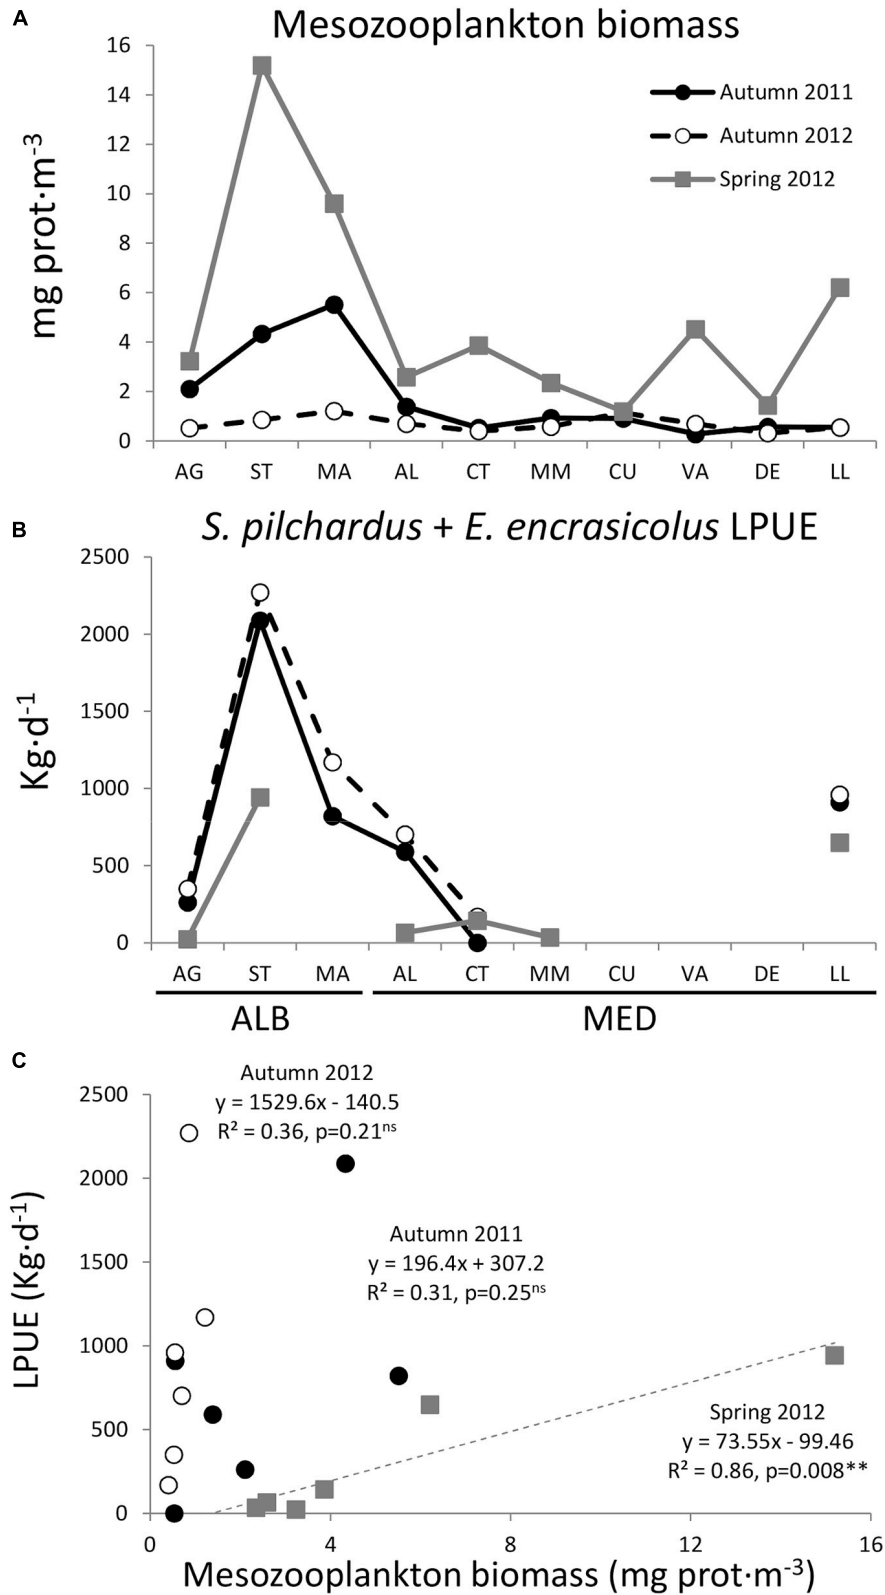 A
Mesozooplankton biomass
mg prot·m⁻³
16
14
12
10
8
6
4
2
0
Autumn 2011
Autumn 2012
Spring 2012
AG ST MA AL CT MM CU VA DE LL
B
S. pilchardus + E. encrasicolus LPUE
Kg·d⁻¹
2500
2000
1500
1000
500
0
AG ST MA AL CT MM CU VA DE LL
ALB MED
C
LPUE (Kg·d⁻¹)
2500
2000
1500
1000
500
0
Autumn 2012
y = 1529.6x - 140.5
R² = 0.36, p=0.21ⁿˢ
Autumn 2011
y = 196.4x + 307.2
R² = 0.31, p=0.25ⁿˢ
Spring 2012
y = 73.55x - 99.46
R² = 0.86, p=0.008**
0 4 8 12 16
Mesozooplankton biomass (mg prot·m⁻³)